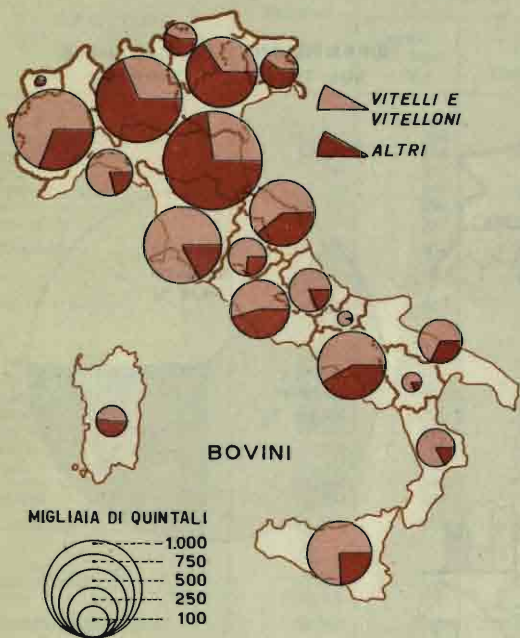 VITELLI E
VITELLONI
ALTRI
BOVINI
MIGLIAIA DI QUINTALI
1.000
750
500
250
100